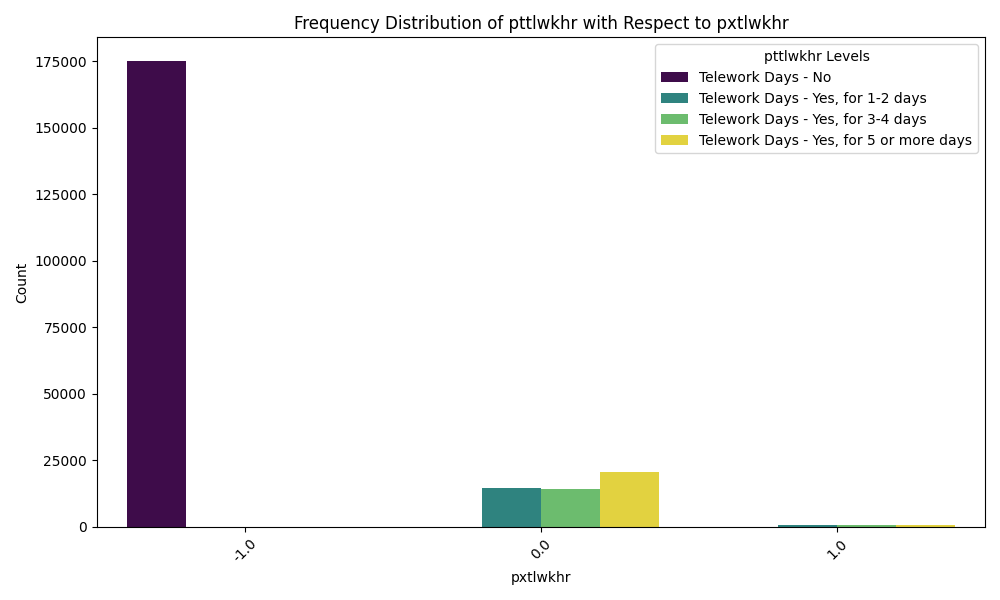 Frequency Distribution of pttlwkhr with Respect to pxtlwkhr
pttlwkhr Levels
Telework Days - No
Telework Days - Yes, for 1-2 days
Telework Days - Yes, for 3-4 days
Telework Days - Yes, for 5 or more days
Count
175000
150000
125000
100000
75000
50000
25000
0
-1.0
0.0
1.0
pxtlwkhr